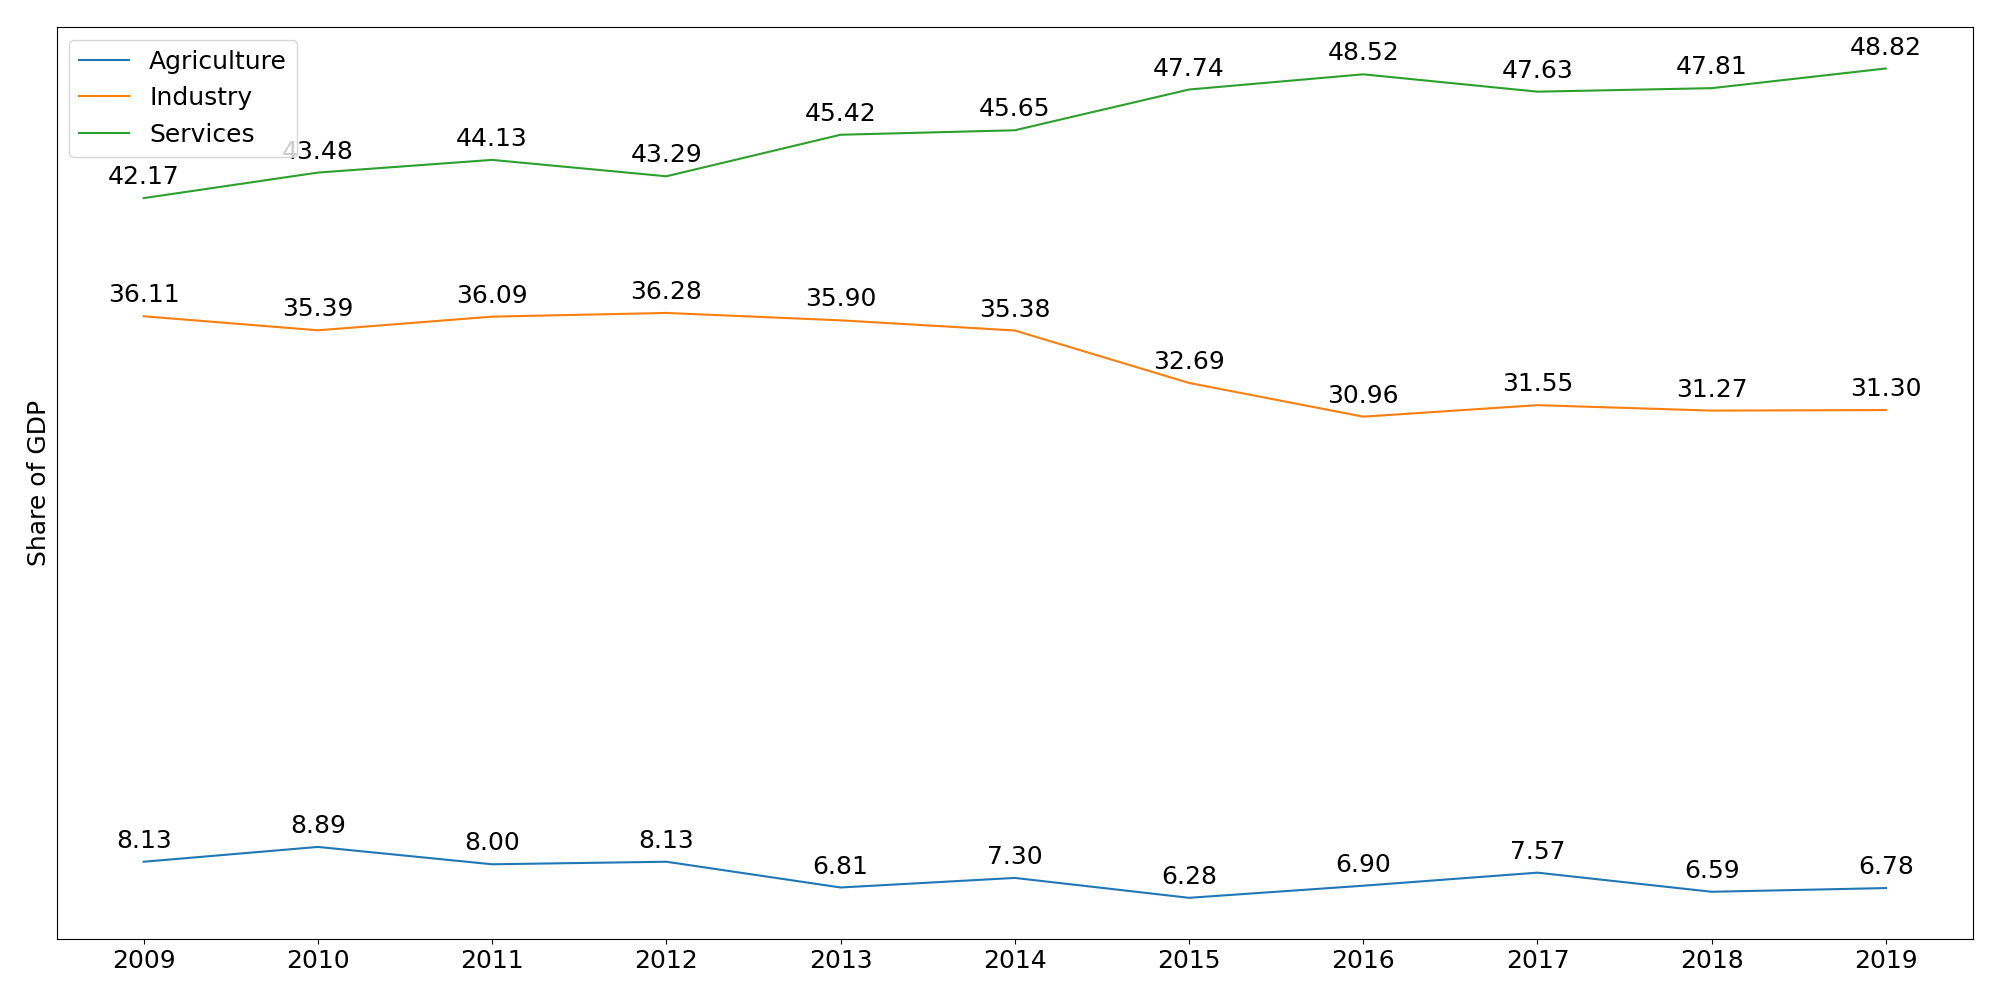 Agriculture
Industry
Services
42.17 43.48 44.13 43.29 45.42 45.65 47.74 48.52 47.63 47.81 48.82
36.11 35.39 36.09 36.28 35.90 35.38 32.69 30.96 31.55 31.27 31.30
8.13 8.89 8.00 8.13 6.81 7.30 6.28 6.90 7.57 6.59 6.78
Share of GDP
2009 2010 2011 2012 2013 2014 2015 2016 2017 2018 2019